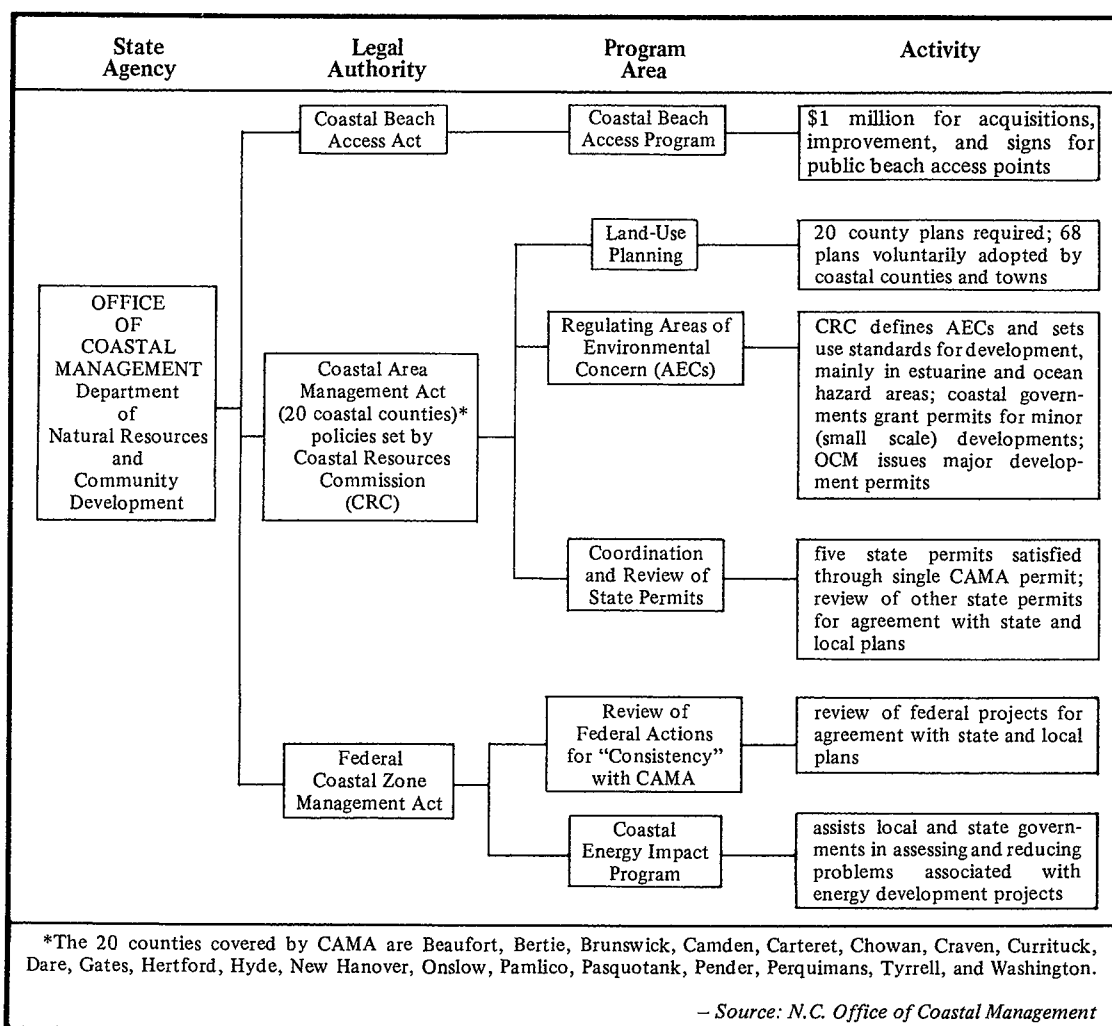 State
Agency
Legal
Authority
Program
Area
Activity
OFFICE
OF
COASTAL
MANAGEMENT
Department
of
Natural Resources
and
Community
Development
Coastal Beach
Access Act
Coastal Beach
Access Program
$1 million for acquisitions,
improvement, and signs for
public beach access points
Coastal Area
Management Act
(20 coastal counties)*
policies set by
Coastal Resources
Commission
(CRC)
Land-Use
Planning
20 county plans required; 68
plans voluntarily adopted by
coastal counties and towns
Regulating Areas of
Environmental
Concern (AECs)
CRC defines AECs and sets
use standards for development,
mainly in estuarine and ocean
hazard areas; coastal govern-
ments grant permits for minor
(small scale) developments;
OCM issues major develop-
ment permits
Coordination
and Review of
State Permits
five state permits satisfied
through single CAMA permit;
review of other state permits
for agreement with state and
local plans
Federal
Coastal Zone
Management Act
Review of
Federal Actions
for “Consistency”
with CAMA
review of federal projects for
agreement with state and local
plans
Coastal
Energy Impact
Program
assists local and state govern-
ments in assessing and reducing
problems associated with
energy development projects
*The 20 counties covered by CAMA are Beaufort, Bertie, Brunswick, Camden, Carteret, Chowan, Craven, Currituck,
Dare, Gates, Hertford, Hyde, New Hanover, Onslow, Pamlico, Pasquotank, Pender, Perquimans, Tyrrell, and Washington.
– Source: N.C. Office of Coastal Management